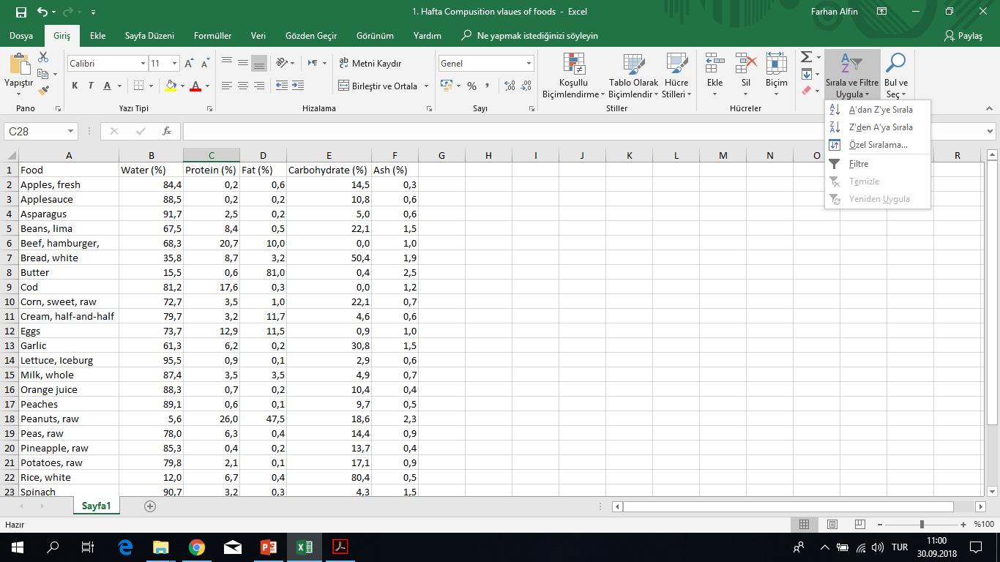 1. Hafta Compusition vlaues of foods - Excel
Farhan Alfin
Dosya Giriş Ekle Sayfa Düzeni Formüller Veri Gözden Geçir Görünüm Yardım Ne yapmak istediğinizi söyleyin Paylaş
Yapıştır
Calibri 11
K T A
Metni Kaydır
Birleştir ve Ortala
Genel
Koşullu Biçimlendirme
Tablo Olarak Biçimlendir
Hücre Stilleri
Ekle Sil Biçim
Sırala ve Filtre Uygula
Bul ve Seç
Pano Yazı Tipi Hizalama Sayı Stiller Hücreler
A'dan Z'ye Sırala
Z'den A'ya Sırala
Özel Sıralama...
Filtre
Temizle
Yeniden Uygula
C28 fx
A B C D E F G H I J K L M N O R
1 Food Water (%) Protein (%) Fat (%) Carbohydrate (%) Ash (%)
2 Apples, fresh 84,4 0,2 0,6 14,5 0,3
3 Applesauce 88,5 0,2 0,2 10,8 0,6
4 Asparagus 91,7 2,5 0,2 5,0 0,6
5 Beans, lima 67,5 8,4 0,5 22,1 1,5
6 Beef, hamburger, 68,3 20,7 10,0 0,0 1,0
7 Bread, white 35,8 8,7 3,2 50,4 1,9
8 Butter 15,5 0,6 81,0 0,4 2,5
9 Cod 81,2 17,6 0,3 0,0 1,2
10 Corn, sweet, raw 72,7 3,5 1,0 22,1 0,7
11 Cream, half-and-half 79,7 3,2 11,7 4,6 0,6
12 Eggs 73,7 12,9 11,5 0,9 1,0
13 Garlic 61,3 6,2 0,2 30,8 1,5
14 Lettuce, Iceburg 95,5 0,9 0,1 2,9 0,6
15 Milk, whole 87,4 3,5 3,5 4,9 0,7
16 Orange juice 88,3 0,7 0,2 10,4 0,4
17 Peaches 89,1 0,6 0,1 9,7 0,5
18 Peanuts, raw 5,6 26,0 47,5 18,6 2,3
19 Peas, raw 78,0 6,3 0,4 14,4 0,9
20 Pineapple, raw 85,3 0,4 0,2 13,7 0,4
21 Potatoes, raw 79,8 2,1 0,1 17,1 0,9
22 Rice, white 12,0 6,7 0,4 80,4 0,5
23 Spinach 90,7 3,2 0,3 4,3 1,5
Sayfa1
Hazır
%100
TUR
11:00
30.09.2018